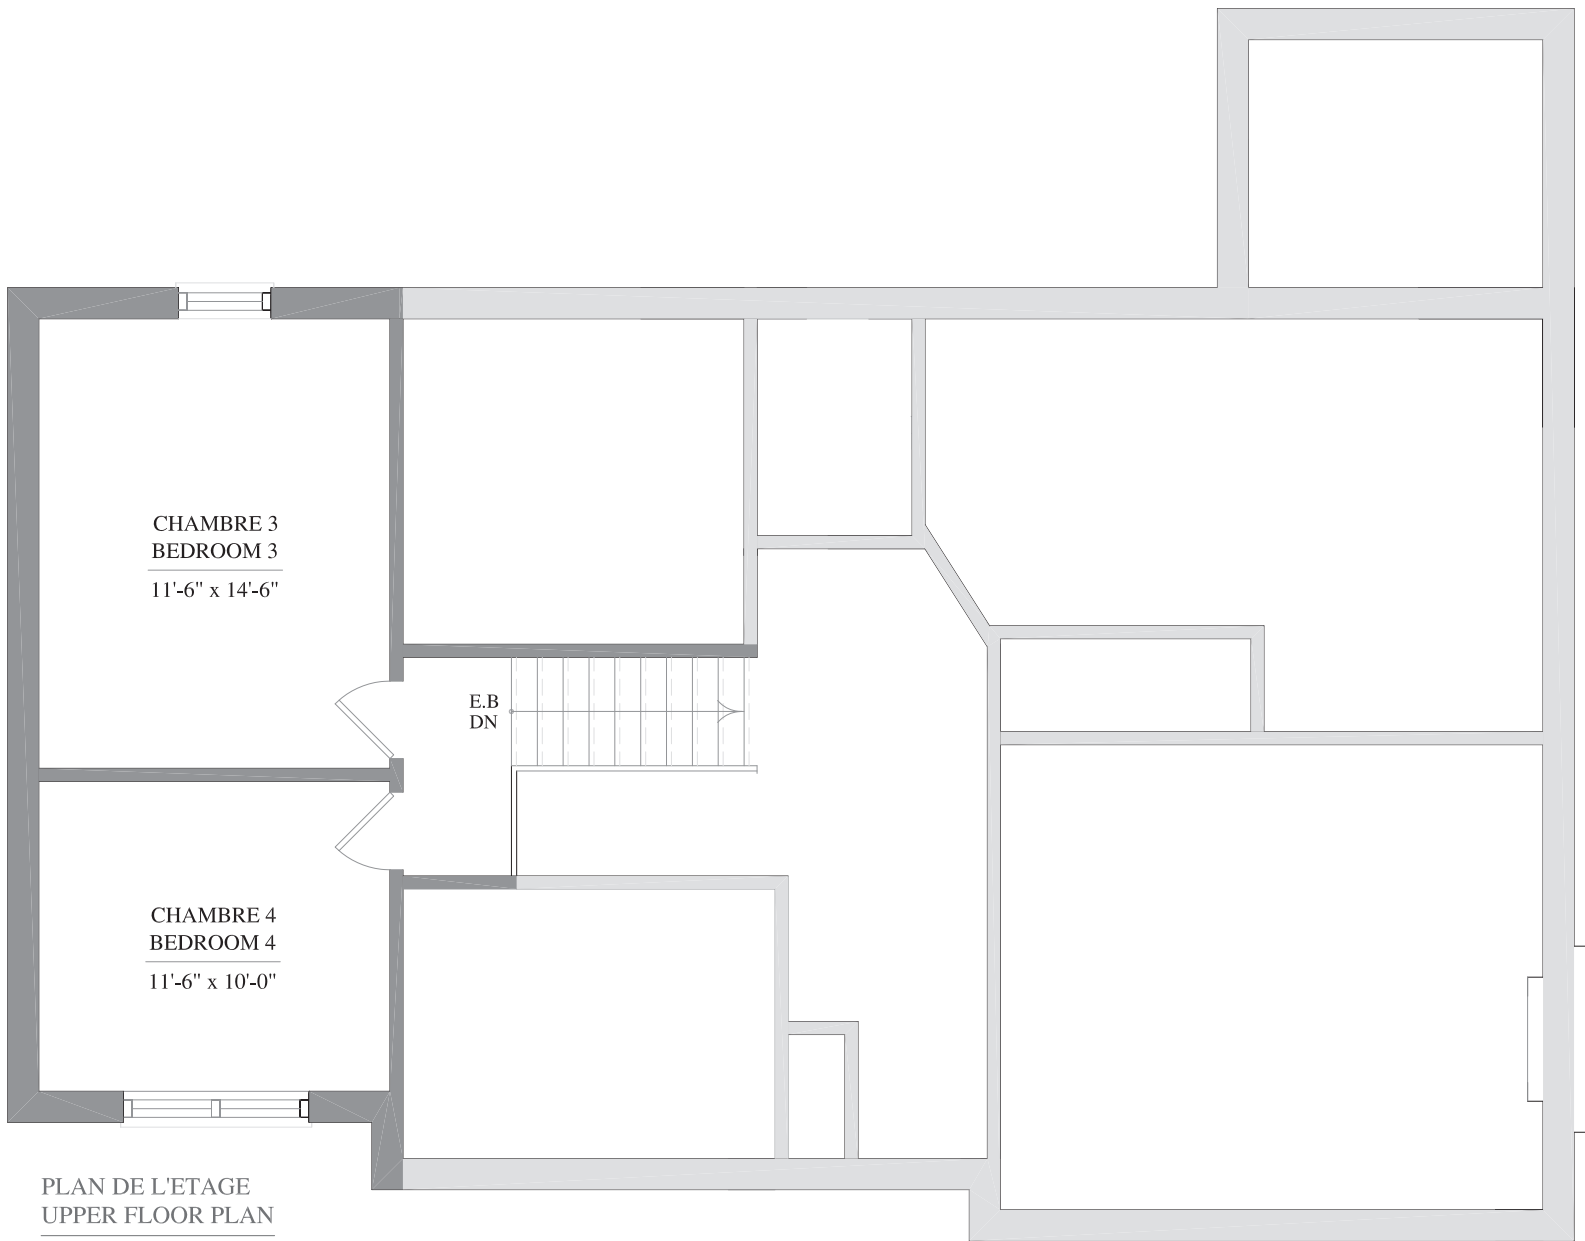 CHAMBRE 3
BEDROOM 3
11'-6" x 14'-6"
E.B
DN
CHAMBRE 4
BEDROOM 4
11'-6" x 10'-0"
PLAN DE L'ETAGE
UPPER FLOOR PLAN